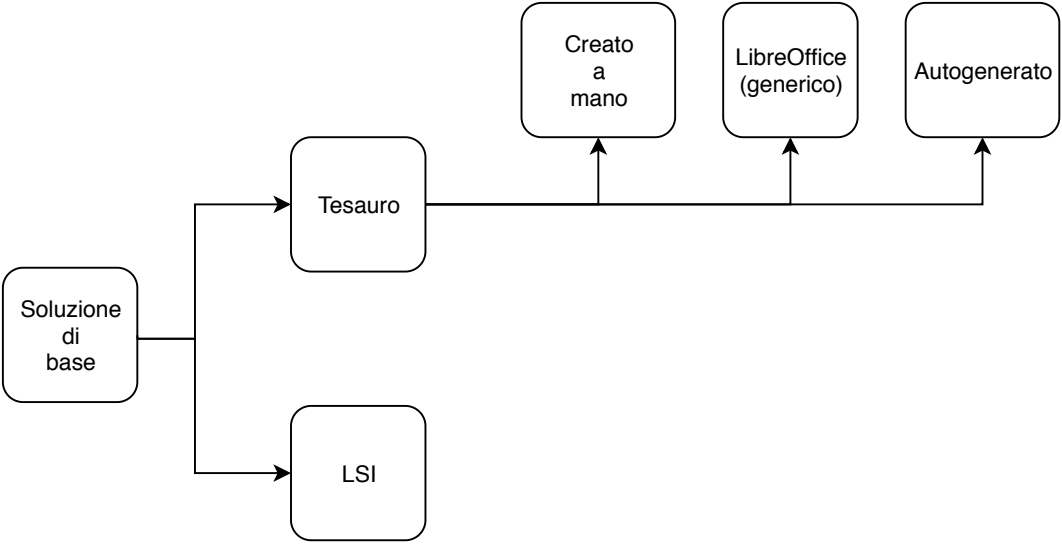 Creato
a
mano
LibreOffice
(generico)
Autogenerato
Tesauro
Soluzione
di
base
LSI